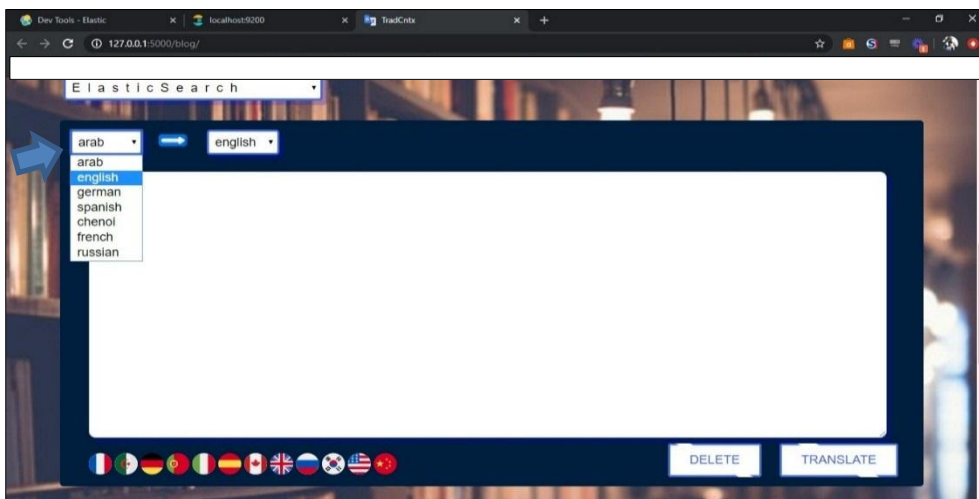 Dev Tools - Elastic
localhost:9200
TradCntx
127.0.0.1:5000/blog/
ElasticSearch
arab
english
arab
english
german
spanish
chenoi
french
russian
DELETE
TRANSLATE